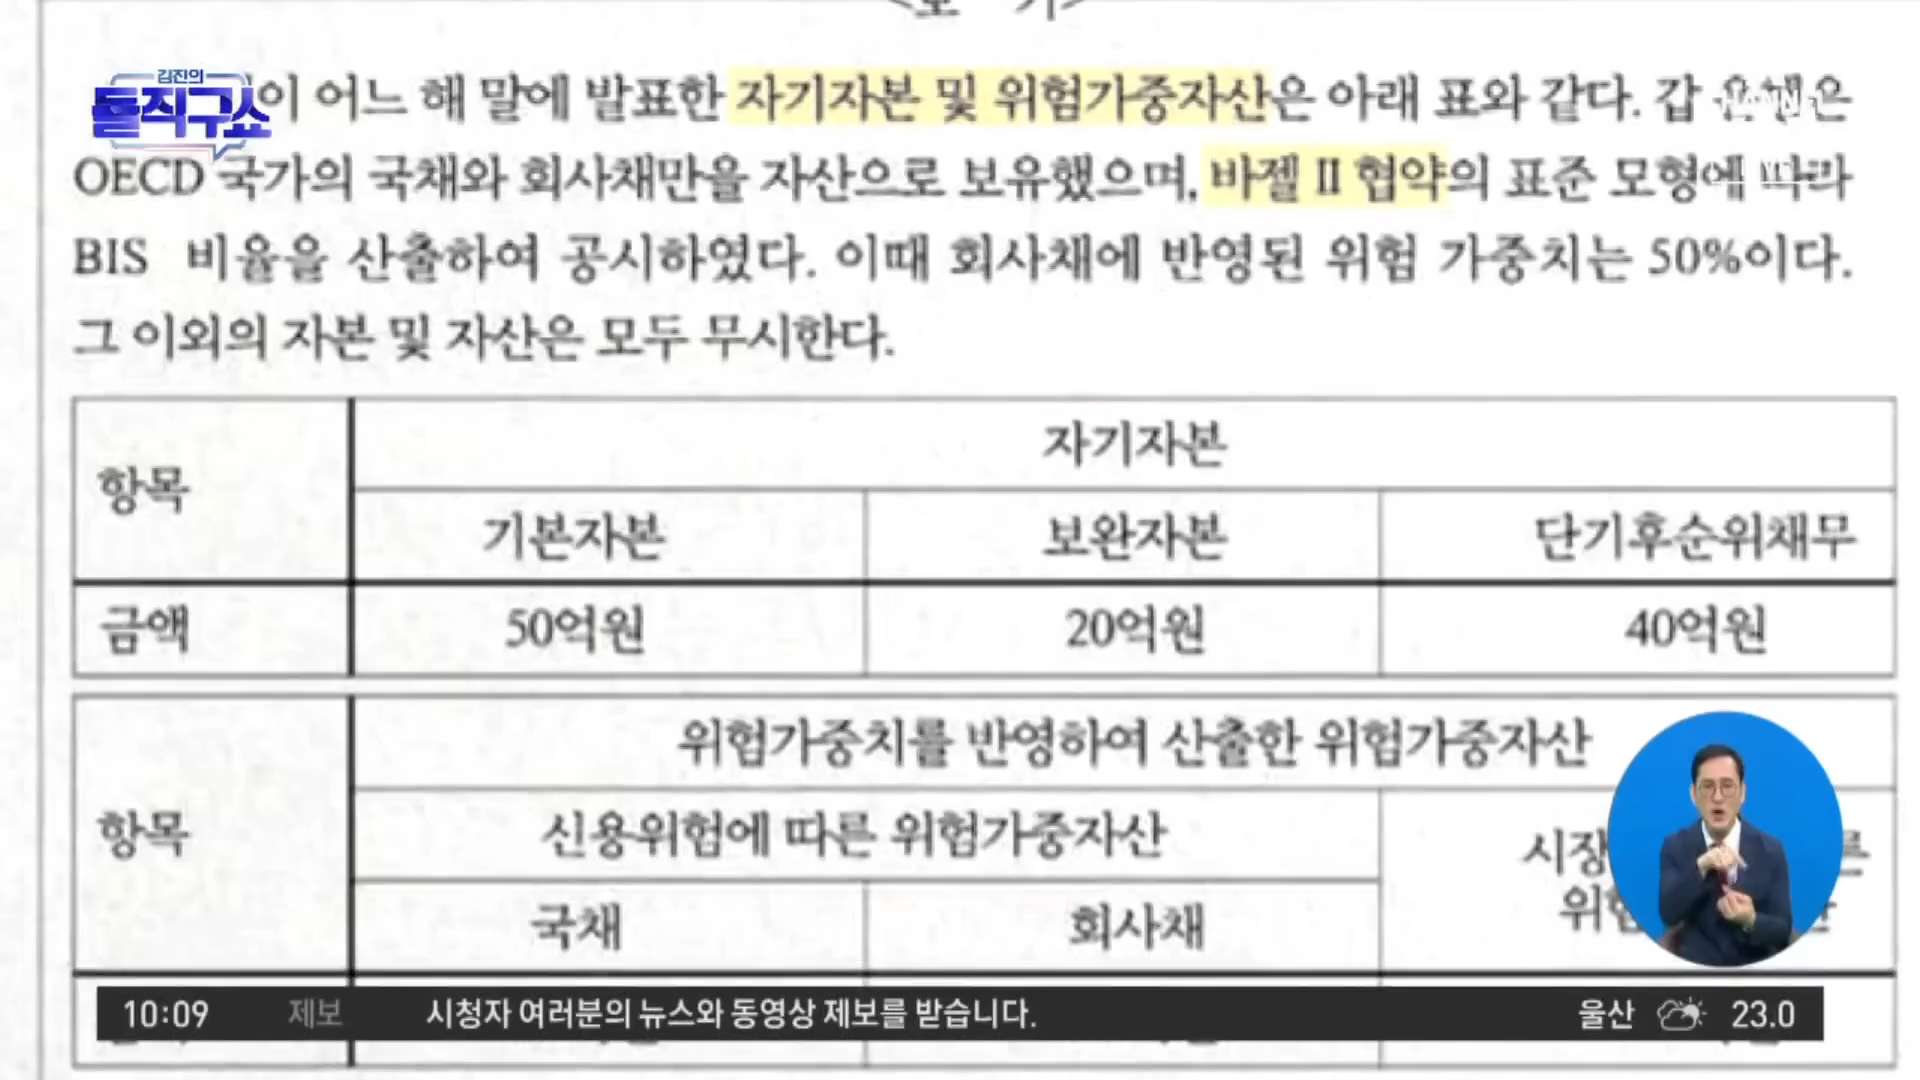 김진의
돌직구쇼
이 어느 해 말에 발표한 자기자본 및 위험가중자산은 아래 표와 같다. 갑 은행은
OECD 국가의 국채와 회사채만을 자산으로 보유했으며, 바젤 II 협약의 표준 모형에 따라
BIS 비율을 산출하여 공시하였다. 이때 회사채에 반영된 위험 가중치는 50%이다.
그 이외의 자본 및 자산은 모두 무시한다.
항목
자기자본
기본자본 보완자본 단기후순위채무
금액 50억원 20억원 40억원
항목
위험가중치를 반영하여 산출한 위험가중자산
신용위험에 따른 위험가중자산
국채 회사채
10:09 제보 시청자 여러분의 뉴스와 동영상 제보를 받습니다. 울산 23.0